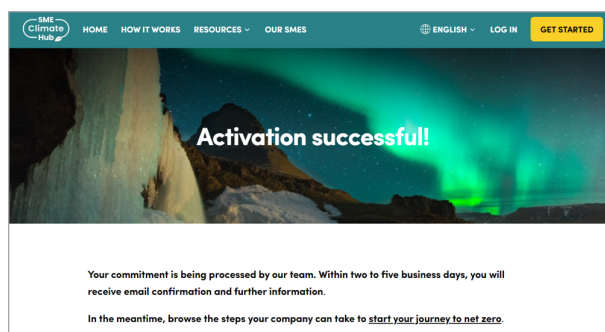 SME
Climate
Hub
HOME HOW IT WORKS RESOURCES OUR SMES ENGLISH LOG IN GET STARTED
Activation successful!
Your commitment is being processed by our team. Within two to five business days, you will
receive email confirmation and further information.
In the meantime, browse the steps your company can take to start your journey to net zero.